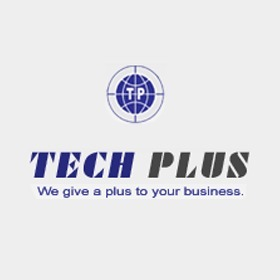 TP
TECH PLUS
We give a plus to your business.